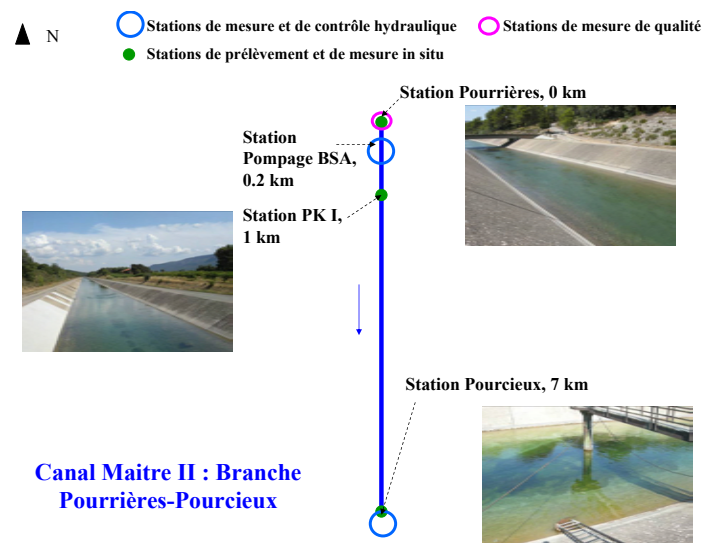 N
Stations de mesure et de contrôle hydraulique
Stations de mesure de qualité
Stations de prélèvement et de mesure in situ
Station Pourrières, 0 km
Station
Pompage BSA,
0.2 km
Station PK I,
1 km
Station Pourcieux, 7 km
Canal Maitre II : Branche
Pourrières-Pourcieux